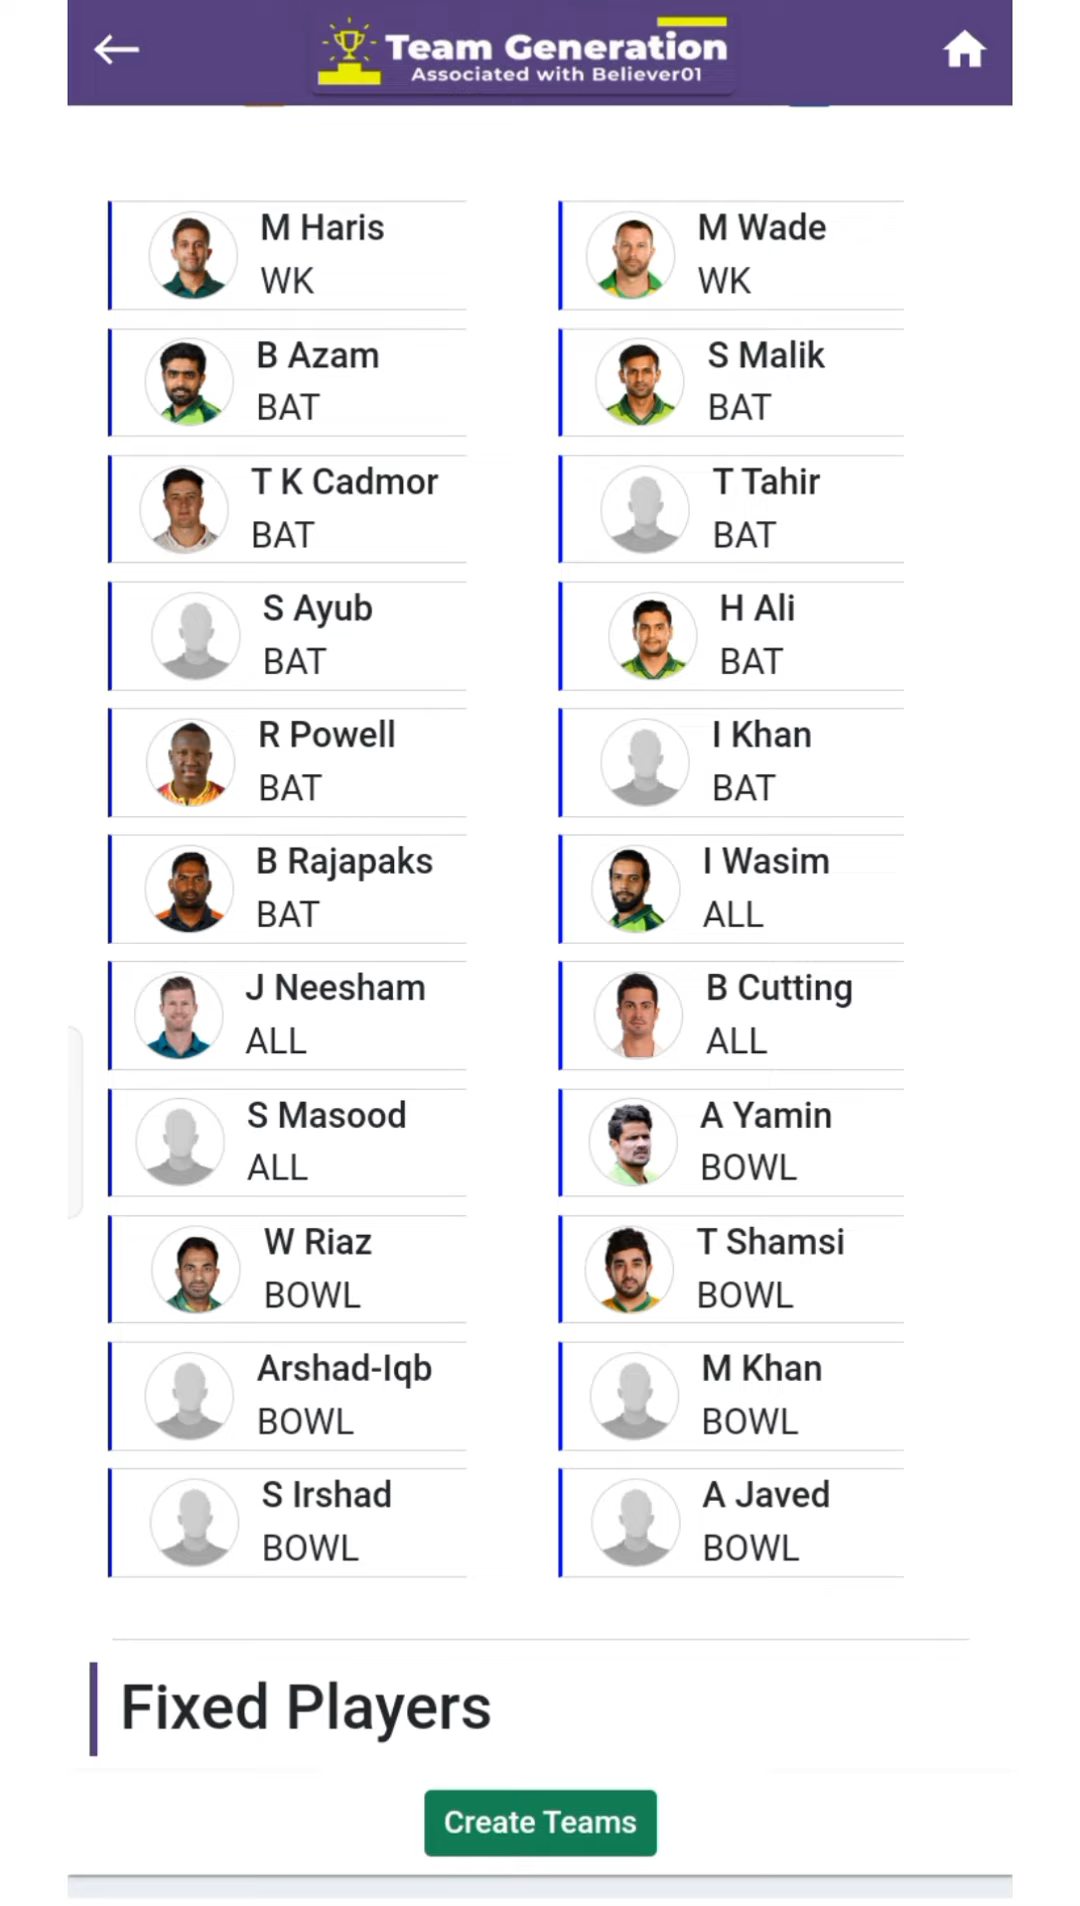 Team Generation
Associated with Believer01
M Haris
WK
M Wade
WK
B Azam
BAT
S Malik
BAT
T K Cadmor
BAT
T Tahir
BAT
S Ayub
BAT
H Ali
BAT
R Powell
BAT
I Khan
BAT
B Rajapaks
BAT
I Wasim
ALL
J Neesham
ALL
B Cutting
ALL
S Masood
ALL
A Yamin
BOWL
W Riaz
BOWL
T Shamsi
BOWL
Arshad-Iqb
BOWL
M Khan
BOWL
S Irshad
BOWL
A Javed
BOWL
Fixed Players
Create Teams